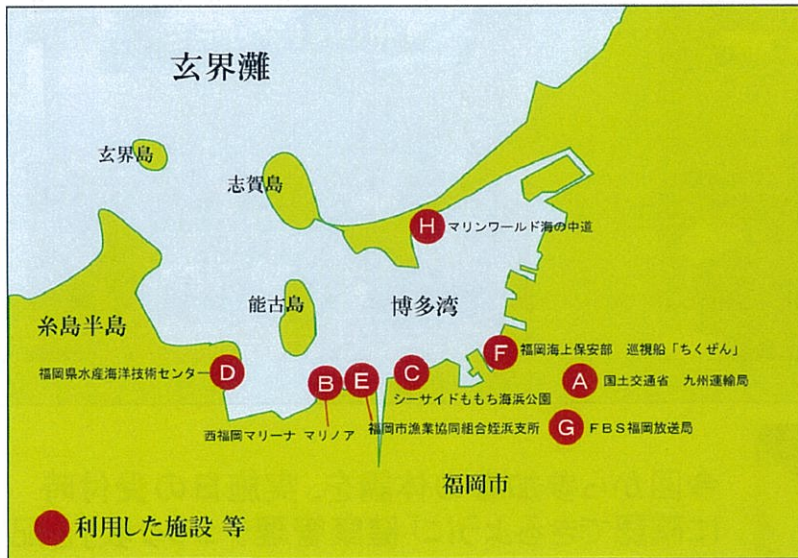 玄界灘
玄界島
志賀島
H マリンワールド海の中道
能古島
博多湾
糸島半島
F 福岡海上保安部 巡視船「ちくぜん」
福岡県水産海洋技術センター D
B
E
C
A 国土交通省 九州運輸局
シーサイドももち海浜公園
西福岡マリーナ マリノア
福岡市漁業協同組合姪浜支所
G FBS福岡放送局
福岡市
利用した施設 等